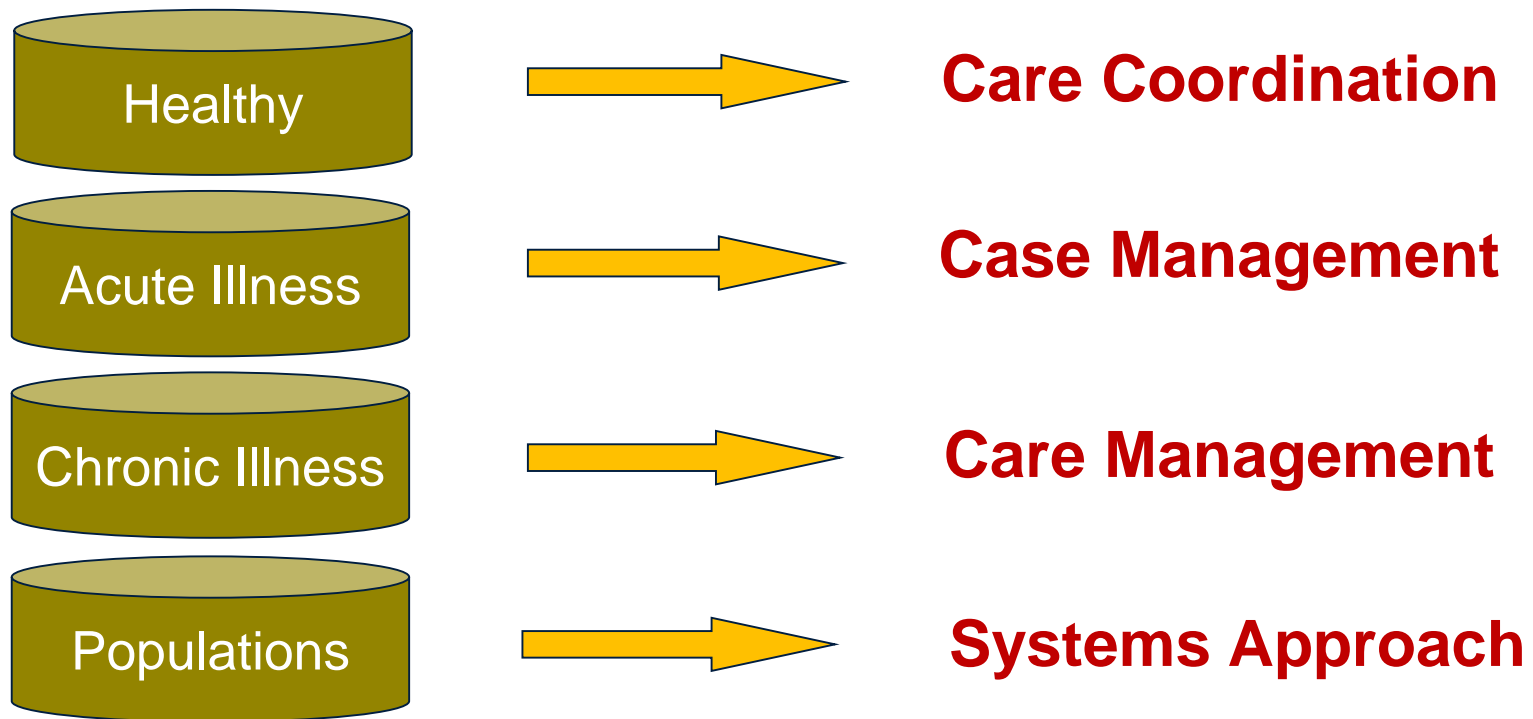 Healthy
Care Coordination
Acute Illness
Case Management
Chronic Illness
Care Management
Populations
Systems Approach